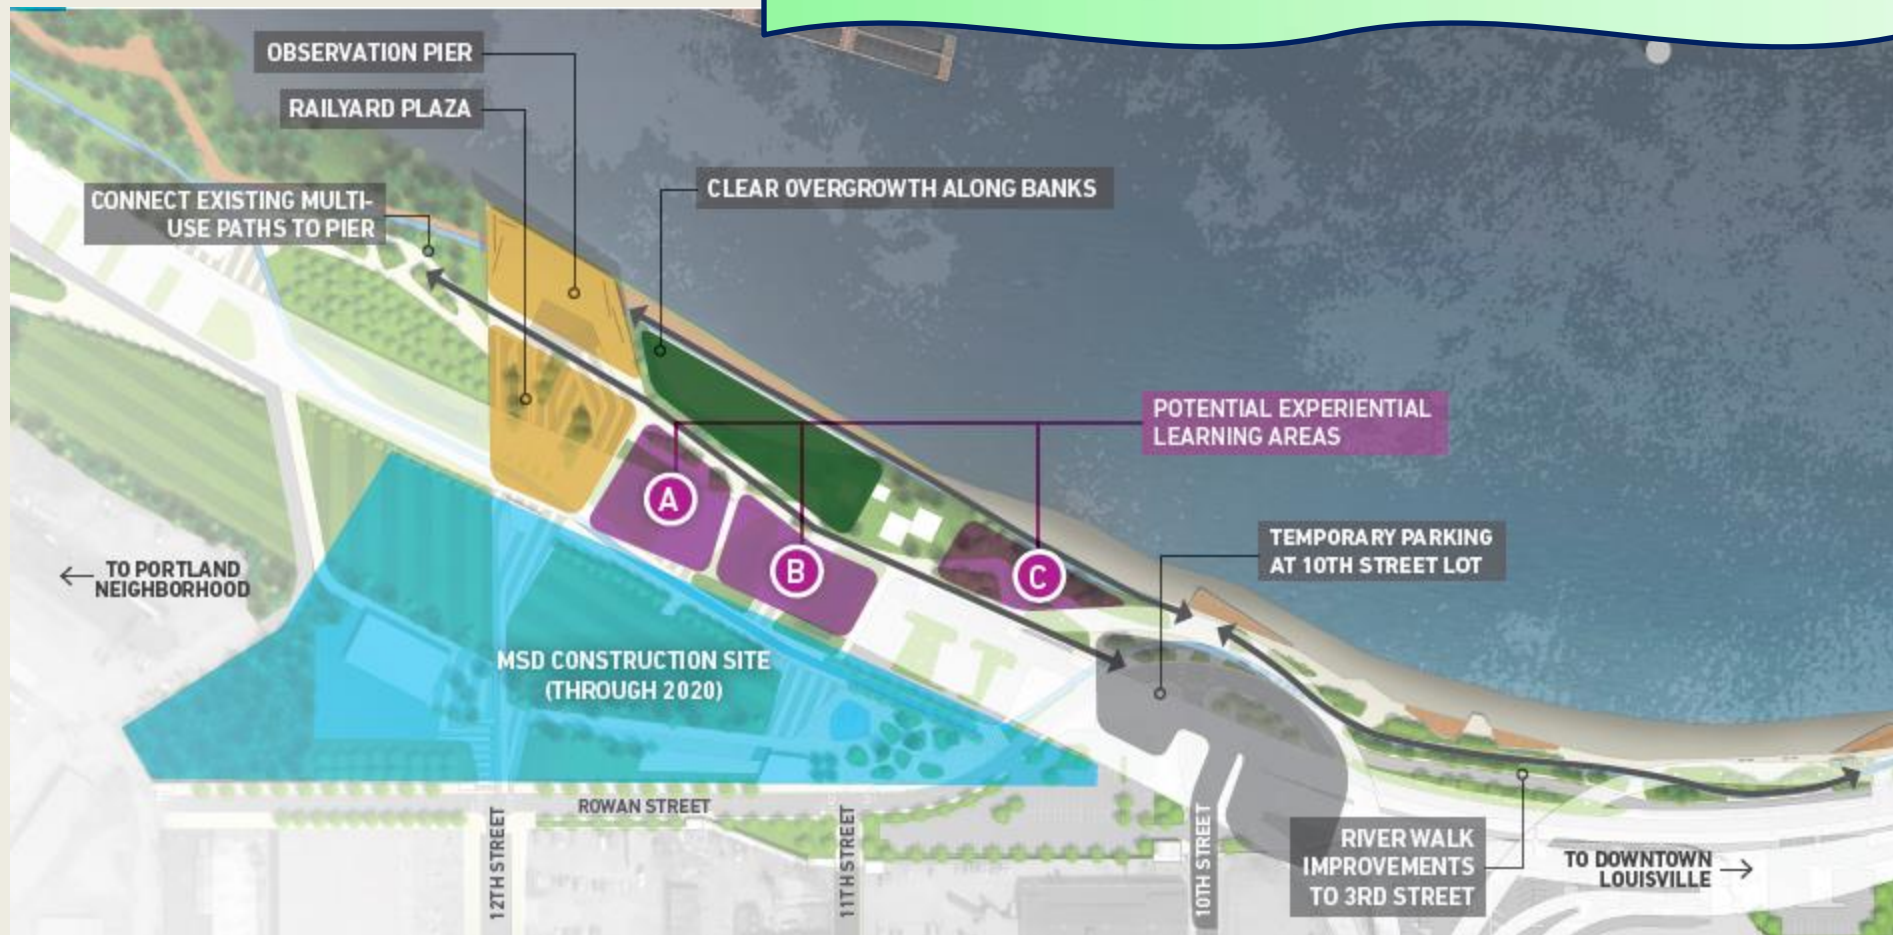 OBSERVATION PIER
RAILYARD PLAZA
CONNECT EXISTING MULTI-
USE PATHS TO PIER
CLEAR OVERGROWTH ALONG BANKS
POTENTIAL EXPERIENTIAL
LEARNING AREAS
A
B
C
TEMPORARY PARKING
AT 10TH STREET LOT
← TO PORTLAND
NEIGHBORHOOD
MSD CONSTRUCTION SITE
(THROUGH 2020)
ROWAN STREET
12TH STREET
11TH STREET
10TH STREET
RIVER WALK
IMPROVEMENTS
TO 3RD STREET
TO DOWNTOWN
LOUISVILLE →